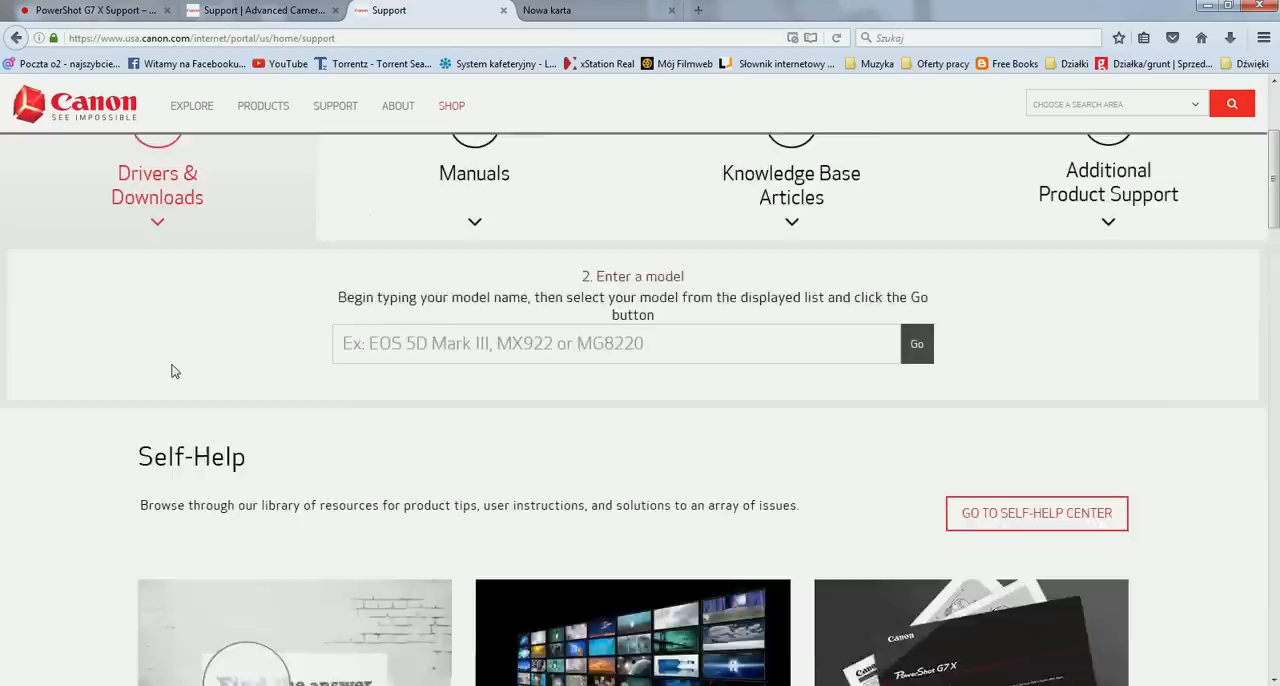 PowerShot G7 X Support – ...
Support | Advanced Camer...
Support
Nowa karta
https://www.usa.canon.com/internet/portal/us/home/support
Szukaj
Poczta o2 - najszybcie...
Witamy na Facebooku...
YouTube
Torrentz - Torrent Sea...
System kafeteryjny - L...
xStation Real
Mój Filmweb
Słownik internetowy ...
Muzyka
Oferty pracy
Free Books
Działki
Działka/grunt | Sprzed...
Dźwięki
Canon
SEE IMPOSSIBLE
EXPLORE
PRODUCTS
SUPPORT
ABOUT
SHOP
CHOOSE A SEARCH AREA
Drivers &
Downloads
Manuals
Knowledge Base
Articles
Additional
Product Support
2. Enter a model
Begin typing your model name, then select your model from the displayed list and click the Go
button
Ex: EOS 5D Mark III, MX922 or MG8220
Go
Self-Help
Browse through our library of resources for product tips, user instructions, and solutions to an array of issues.
GO TO SELF-HELP CENTER
Canon
PowerShot G7 X